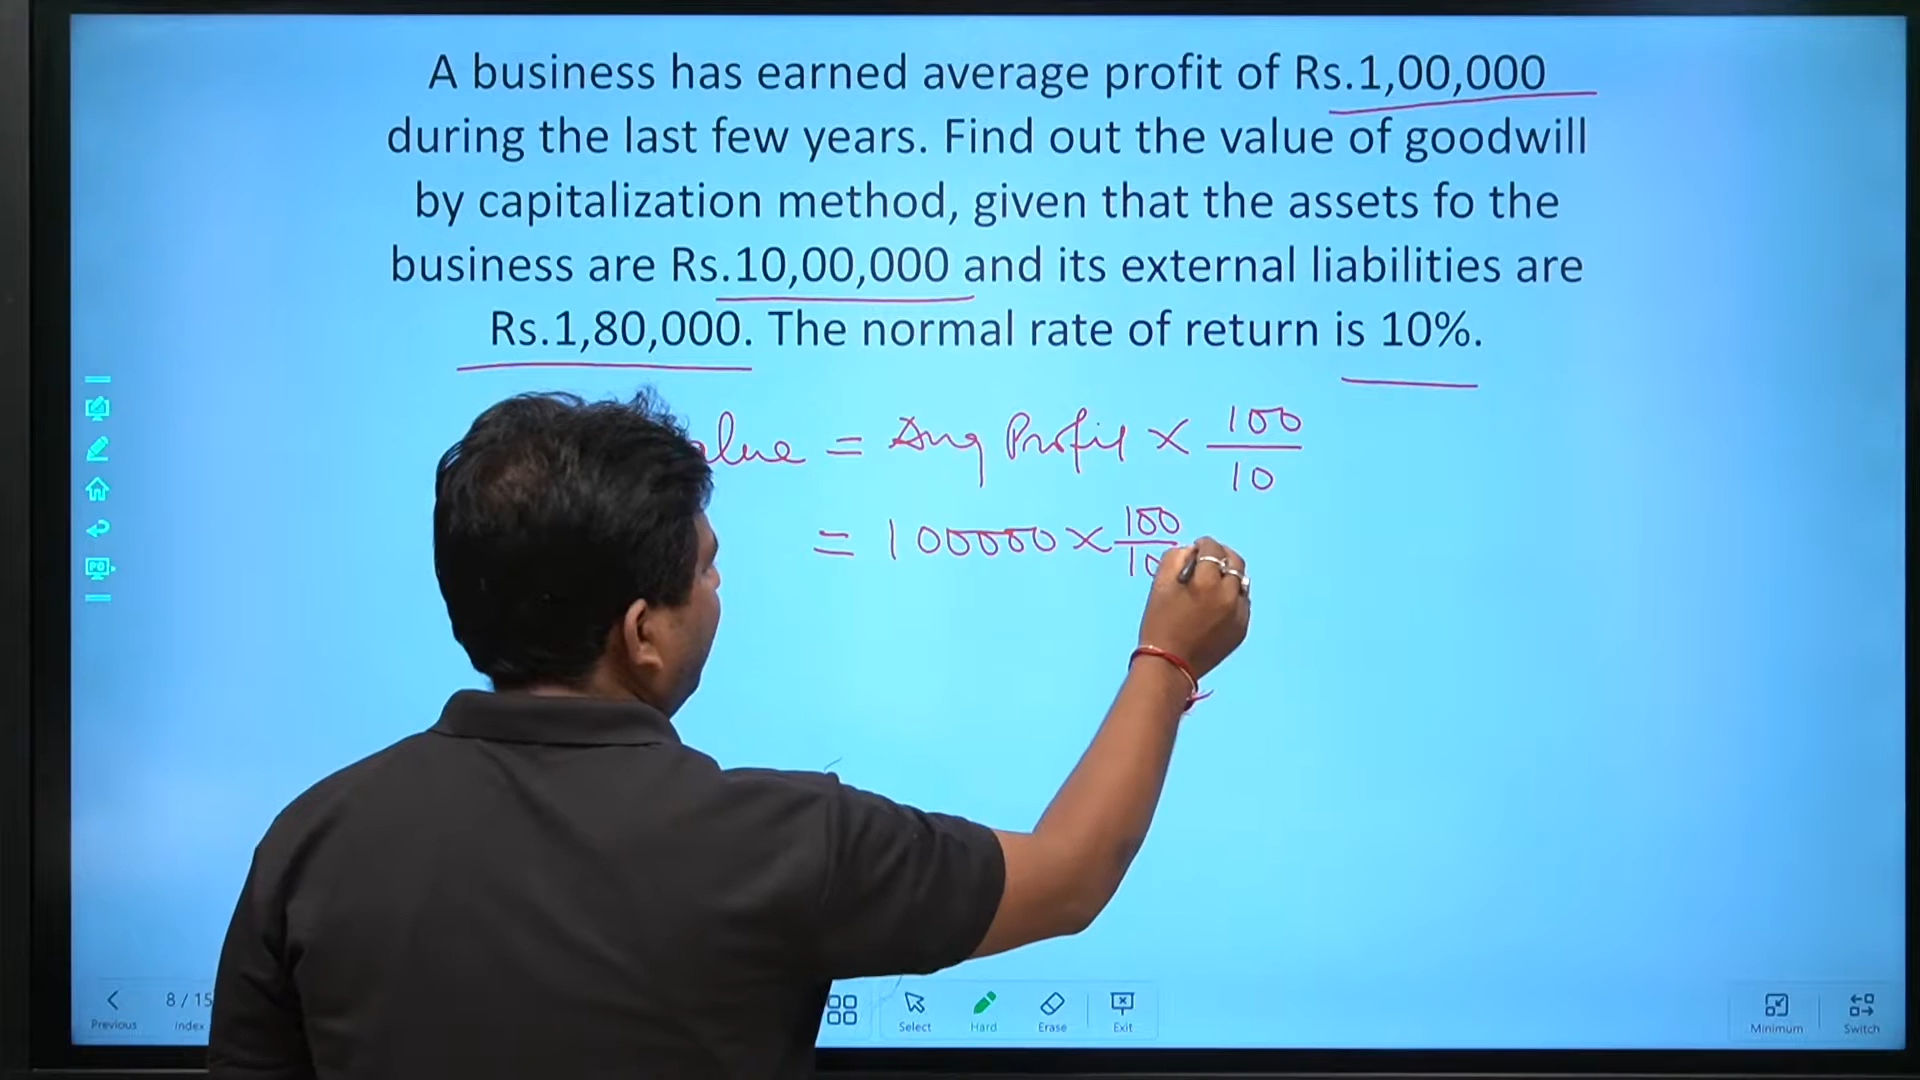 A business has earned average profit of Rs.1,00,000
during the last few years. Find out the value of goodwill
by capitalization method, given that the assets fo the
business are Rs.10,00,000 and its external liabilities are
Rs.1,80,000. The normal rate of return is 10%.
= Avg Profit × 100/10
= 100000 × 100/10
PD
Previous
8 / 15
Index
Select
Hard
Erase
Exit
Minimum
Switch